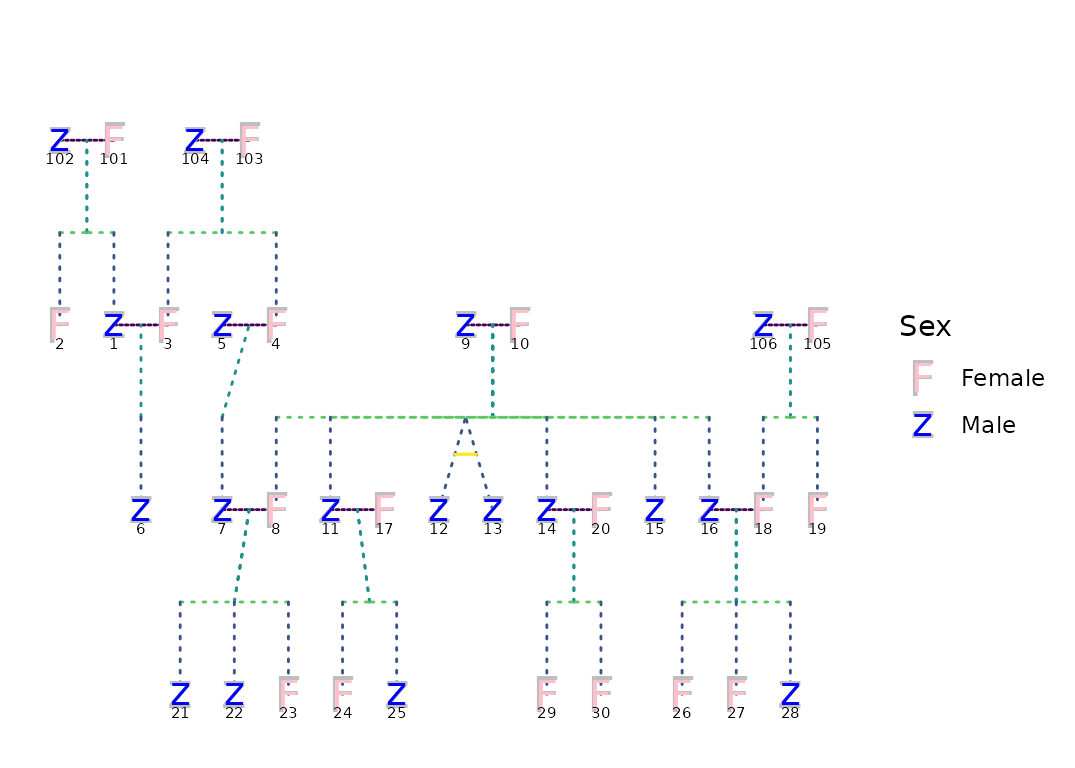 Z F Z F
102 101 104 103
F Z F Z F Z F Z F
2 1 3 5 4 9 10 106 105
Sex
F Female
Z Male
Z Z F Z F Z Z Z F Z Z F F
6 7 8 11 17 12 13 14 20 15 16 18 19
Z Z F F Z F F F F Z
21 22 23 24 25 29 30 26 27 28